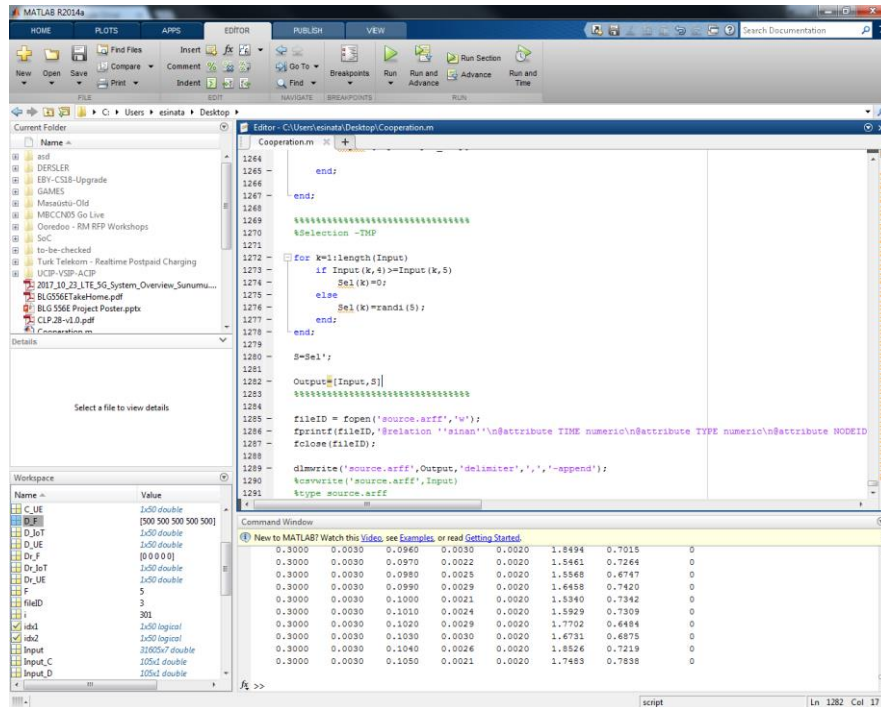 MATLAB R2014a
HOME PLOTS APPS EDITOR PUBLISH VIEW Search Documentation
New Open Save Find Files Compare Print
Insert Comment Indent
Go To Find
Breakpoints Run Run and Advance Run Section Advance Run and Time
FILE EDIT NAVIGATE BREAKPOINTS RUN
C: Users esinata Desktop
Current Folder
Name
asd
DERSLER
EBY-CS18-Upgrade
GAMES
Masaüstü-Old
MBCCN05 Go Live
Ooredoo - RM RFP Workshops
SoC
to-be-checked
Turk Telekom - Realtime Postpaid Charging
UCIP-VSIP-ACIP
2017_10_23_LTE_5G_System_Overview_Sunumu....
BLG556ETakeHome.pdf
BLG 556E Project Poster.pptx
CLP.28-v1.0.pdf
Cooperation.m
Details
Select a file to view details
Workspace
Name Value
C_UE 1x50 double
D_F [500 500 500 500 500]
D_IoT 1x50 double
D_UE 1x50 double
Dr_F [0 0 0 0 0]
Dr_IoT 1x50 double
Dr_UE 1x50 double
F 5
fileID 3
i 301
idx1 1x50 logical
idx2 1x50 logical
Input 31605x7 double
Input_C 105x1 double
Input_D 105x1 double
Editor - C:\Users\esinata\Desktop\Cooperation.m
Cooperation.m
1264
1265 end;
1266
1267 end;
1268
1269 %%%%%%%%%%%%%%%%%%%%%%%%%%%%%%%%
1270 %Selection -TMP
1271
1272 for k=1:length(Input)
1273 if Input(k,4)>=Input(k,5)
1274 Sel(k)=0;
1275 else
1276 Sel(k)=randi(5);
1277 end;
1278 end;
1279
1280 S=Sel';
1281
1282 Output=[Input,S]
1283 %%%%%%%%%%%%%%%%%%%%%%%%%%%%%%%%
1284
1285 fileID = fopen('source.arff','w');
1286 fprintf(fileID,'@relation ''sinan''\n@attribute TIME numeric\n@attribute TYPE numeric\n@attribute NODEID
1287 fclose(fileID);
1288
1289 dlmwrite('source.arff',Output,'delimiter',',','-append');
1290 %csvwrite('source.arff',Input)
1291 %type source.arff
Command Window
New to MATLAB? Watch this Video, see Examples, or read Getting Started.
0.3000 0.0030 0.0960 0.0030 0.0020 1.8494 0.7015 0
0.3000 0.0030 0.0970 0.0022 0.0020 1.5461 0.7264 0
0.3000 0.0030 0.0980 0.0025 0.0020 1.5568 0.6747 0
0.3000 0.0030 0.0990 0.0029 0.0020 1.6458 0.7420 0
0.3000 0.0030 0.1000 0.0021 0.0020 1.5340 0.7342 0
0.3000 0.0030 0.1010 0.0024 0.0020 1.5929 0.7309 0
0.3000 0.0030 0.1020 0.0029 0.0020 1.7702 0.6484 0
0.3000 0.0030 0.1030 0.0030 0.0020 1.6731 0.6875 0
0.3000 0.0030 0.1040 0.0026 0.0020 1.8526 0.7219 0
0.3000 0.0030 0.1050 0.0021 0.0020 1.7483 0.7838 0
fx >>
script Ln 1282 Col 17